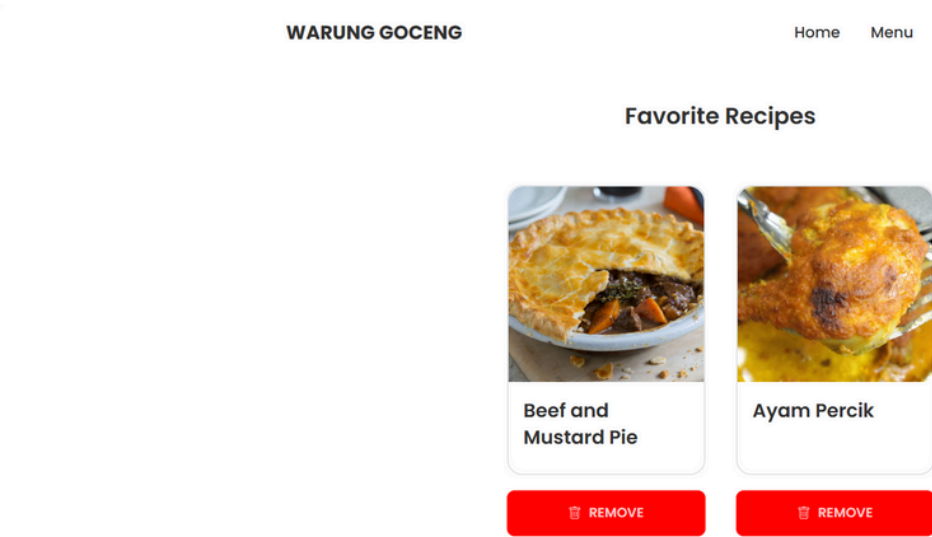 WARUNG GOCENG
Home Menu
Favorite Recipes
Beef and
Mustard Pie
Ayam Percik
REMOVE
REMOVE